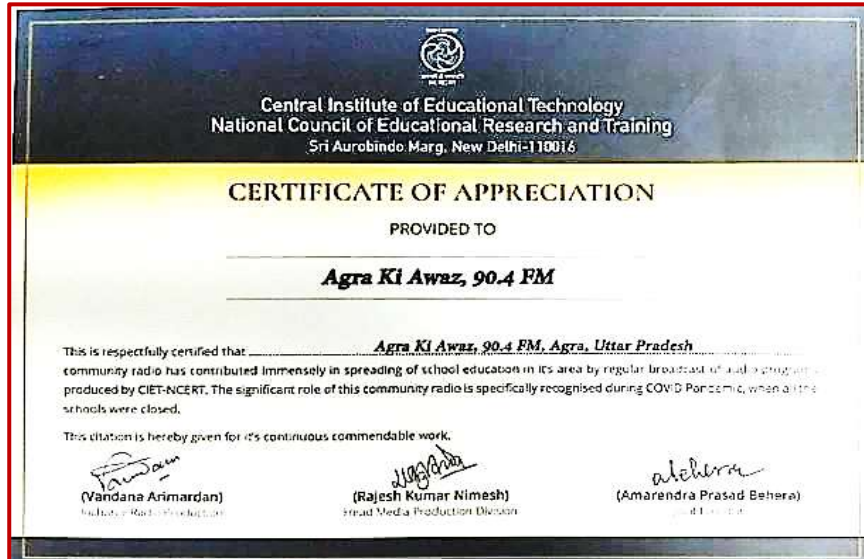 Central Institute of Educational Technology
National Council of Educational Research and Training
Sri Aurobindo Marg, New Delhi-110016
CERTIFICATE OF APPRECIATION
PROVIDED TO
Agra Ki Awaz, 90.4 FM
This is respectfully certified that Agra Ki Awaz, 90.4 FM, Agra, Uttar Pradesh
community radio has contributed immensely in spreading of school education in it's area by regular broadcast of audio programs
produced by CIET-NCERT. The significant role of this community radio is specifically recognised during COVID Pandemic, when all the
schools were closed.
This citation is hereby given for it's continuous commendable work.
(Vandana Arimardan) (Rajesh Kumar Nimesh) (Amarendra Prasad Behera)
Media Production Division